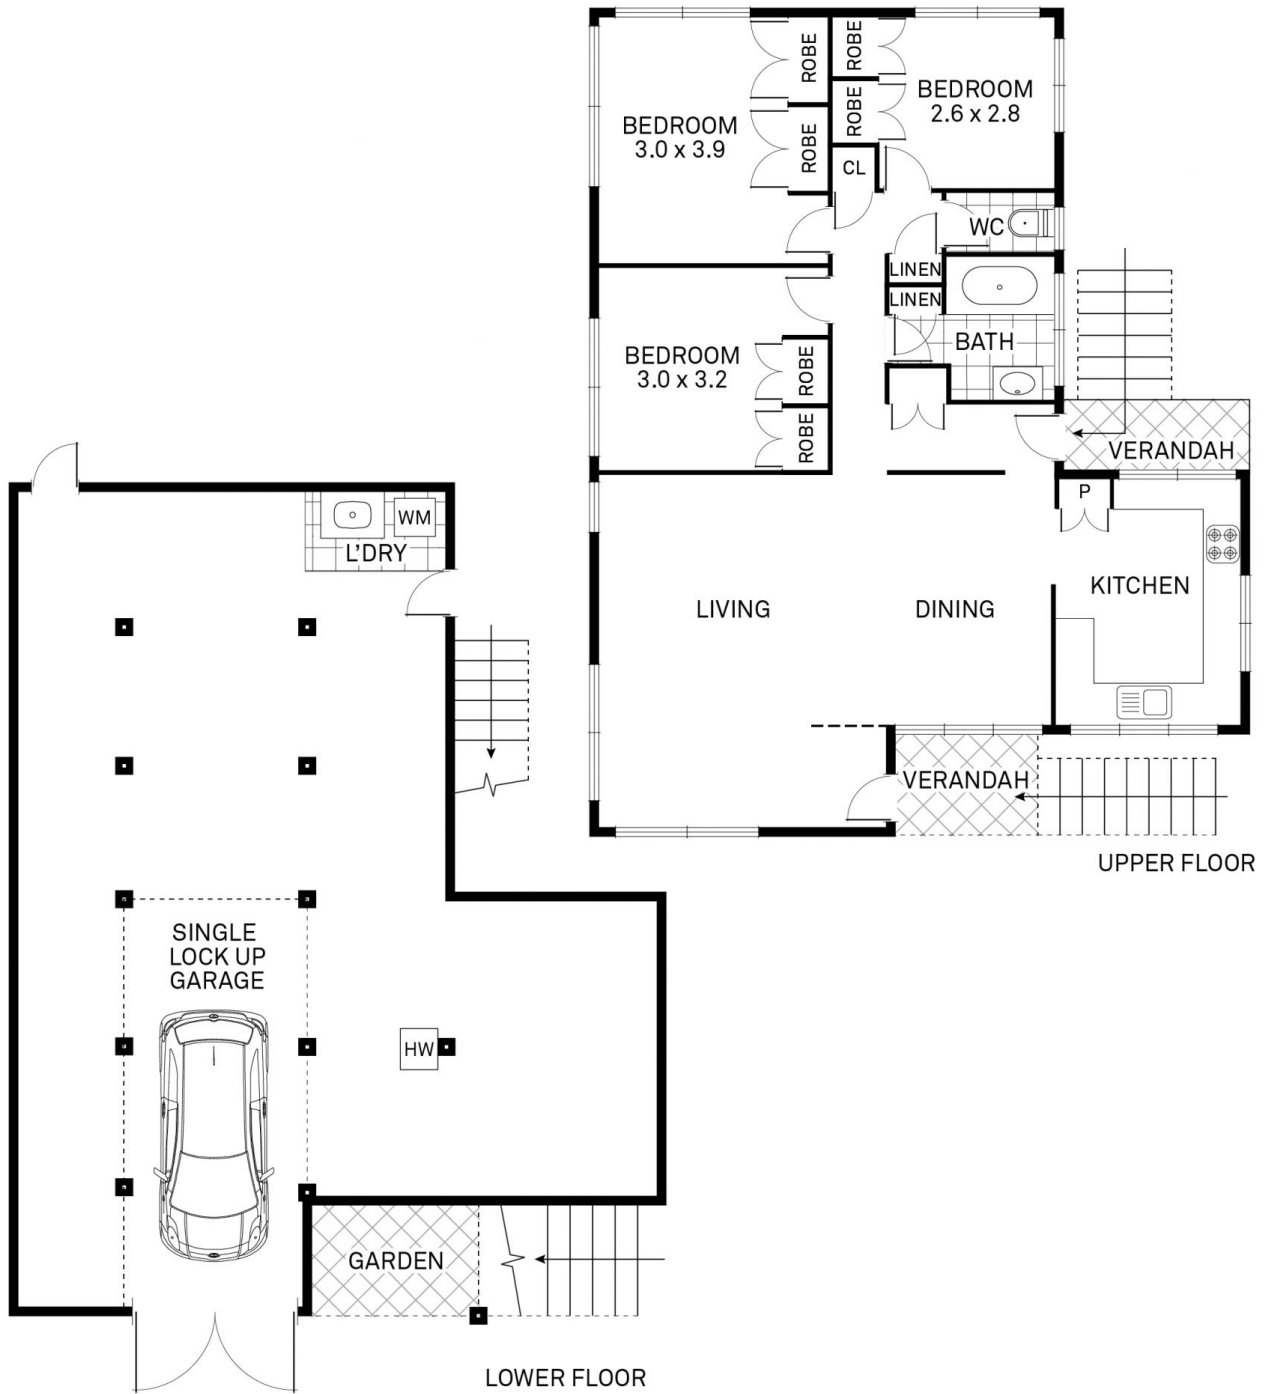 ROBE
ROBE
BEDROOM
2.6 x 2.8
BEDROOM
3.0 x 3.9
ROBE
ROBE
CL
WC
LINEN
LINEN
BATH
BEDROOM
3.0 x 3.2
ROBE
ROBE
VERANDAH
P
KITCHEN
LIVING
DINING
VERANDAH
UPPER FLOOR
WM
L'DRY
SINGLE
LOCK UP
GARAGE
HW
GARDEN
LOWER FLOOR